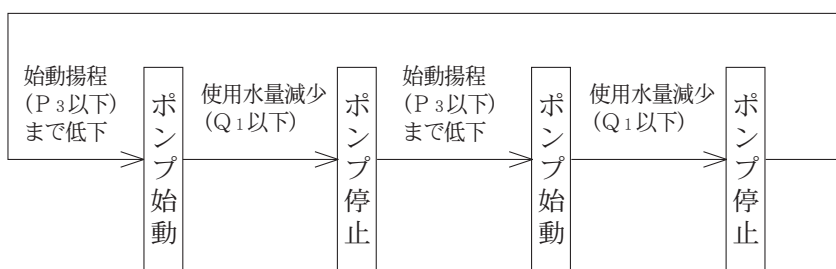 始動揚程
(P3以下)
まで低下
ポンプ始動
使用水量減少
(Q1以下)
ポンプ停止
始動揚程
(P3以下)
まで低下
ポンプ始動
使用水量減少
(Q1以下)
ポンプ停止